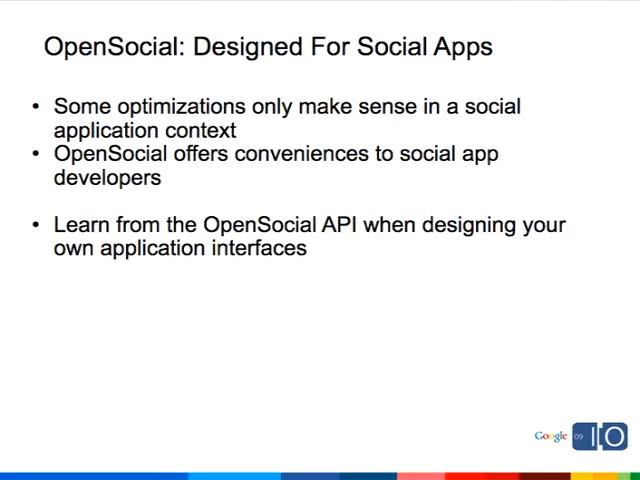 OpenSocial: Designed For Social Apps
• Some optimizations only make sense in a social
application context
• OpenSocial offers conveniences to social app
developers
• Learn from the OpenSocial API when designing your
own application interfaces
Google 09 I|O